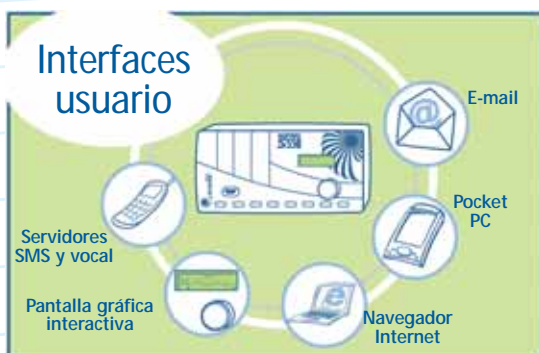 Interfaces
usuario
E-mail
Pocket
PC
Servidores
SMS y vocal
Pantalla gráfica
interactiva
Navegador
Internet